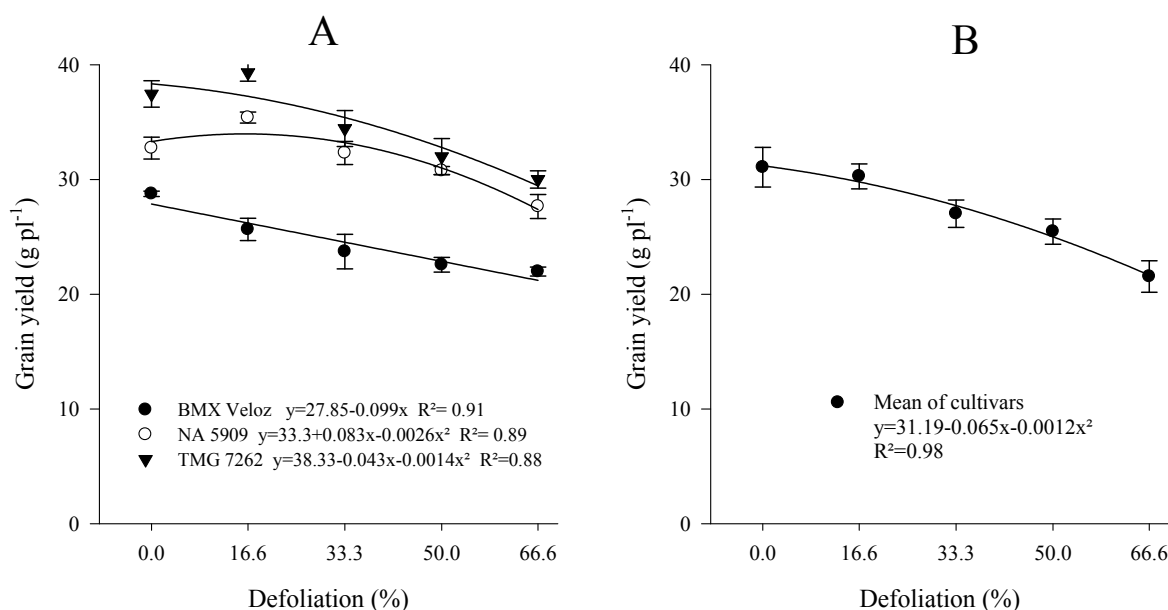 A
Grain yield (g pl⁻¹)
40
30
20
10
0
BMX Veloz y=27.85-0.099x R²= 0.91
NA 5909 y=33.3+0.083x-0.0026x² R²= 0.89
TMG 7262 y=38.33-0.043x-0.0014x² R²=0.88
0.0 16.6 33.3 50.0 66.6
Defoliation (%)
B
Grain yield (g pl⁻¹)
40
30
20
10
0
Mean of cultivars
y=31.19-0.065x-0.0012x²
R²=0.98
0.0 16.6 33.3 50.0 66.6
Defoliation (%)